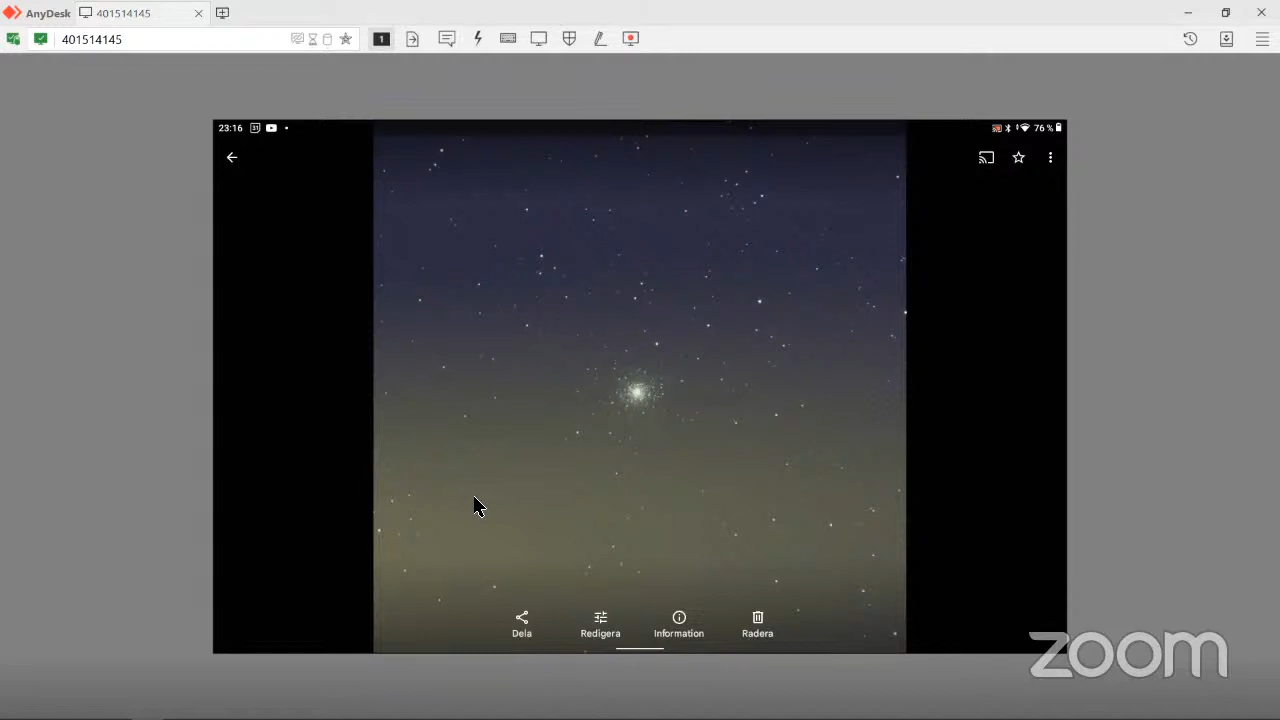 AnyDesk 401514145
401514145 1
23:16 31 76 %
Dela Redigera Information Radera
zoom